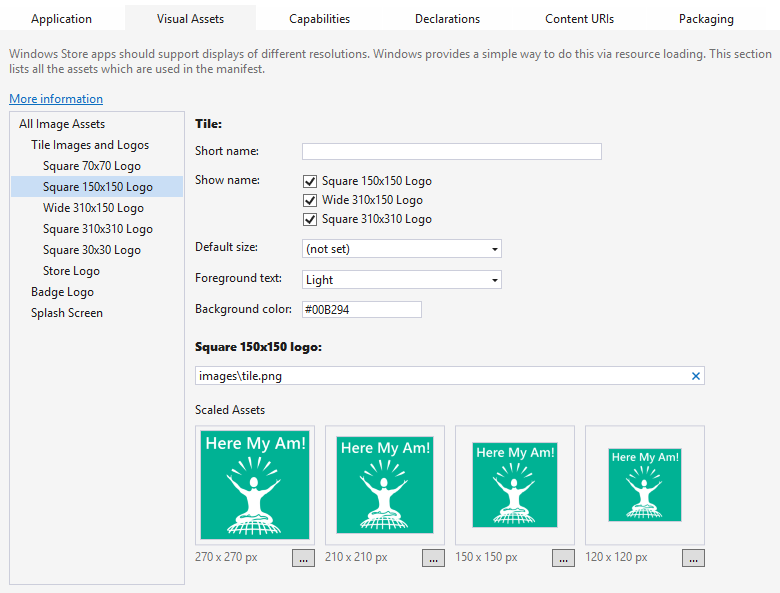 Application Visual Assets Capabilities Declarations Content URIs Packaging
Windows Store apps should support displays of different resolutions. Windows provides a simple way to do this via resource loading. This section
lists all the assets which are used in the manifest.
More information
All Image Assets
Tile Images and Logos
Square 70x70 Logo
Square 150x150 Logo
Wide 310x150 Logo
Square 310x310 Logo
Square 30x30 Logo
Store Logo
Badge Logo
Splash Screen
Tile:
Short name:
Show name:
Square 150x150 Logo
Wide 310x150 Logo
Square 310x310 Logo
Default size: (not set)
Foreground text: Light
Background color: #00B294
Square 150x150 logo:
images\tile.png
Scaled Assets
Here My Am! Here My Am! Here My Am! Here My Am!
270 x 270 px ... 210 x 210 px ... 150 x 150 px ... 120 x 120 px ...